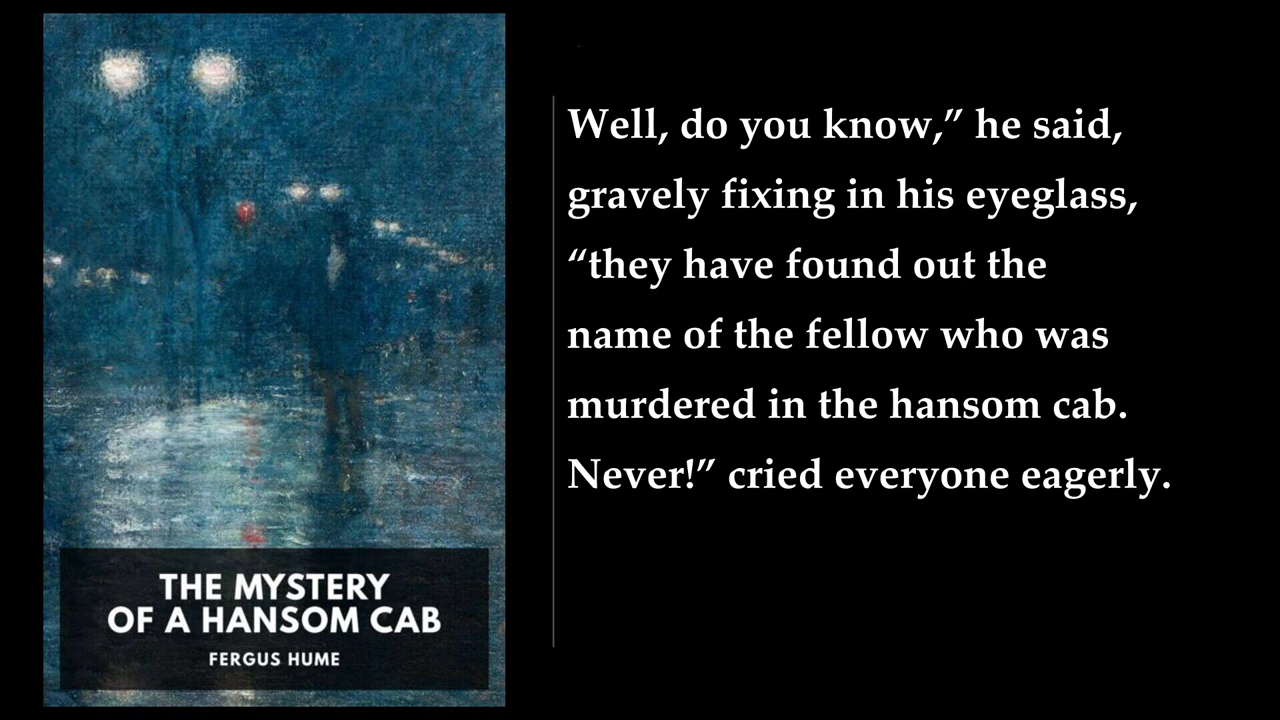 Well, do you know,” he said,
gravely fixing in his eyeglass,
“they have found out the
name of the fellow who was
murdered in the hansom cab.
Never!” cried everyone eagerly.
THE MYSTERY
OF A HANSOM CAB
FERGUS HUME